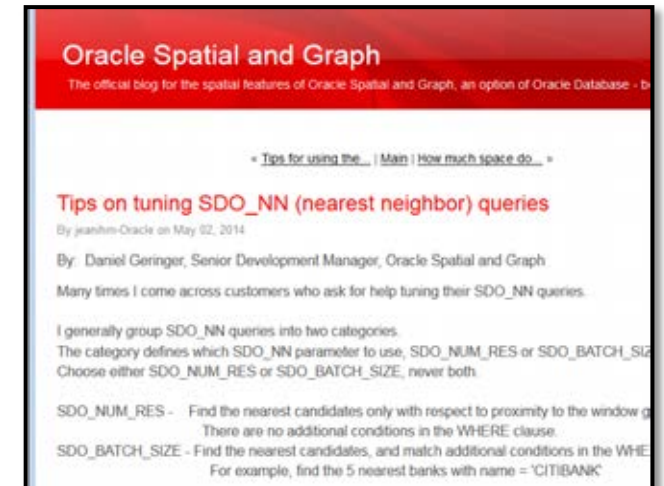 Oracle Spatial and Graph
The official blog for the spatial features of Oracle Spatial and Graph, an option of Oracle Database - b
« Tips for using the... | Main | How much space do... »
Tips on tuning SDO_NN (nearest neighbor) queries
By jeanihm-Oracle on May 02, 2014
By: Daniel Geringer, Senior Development Manager, Oracle Spatial and Graph
Many times I come across customers who ask for help tuning their SDO_NN queries.
I generally group SDO_NN queries into two categories.
The category defines which SDO_NN parameter to use, SDO_NUM_RES or SDO_BATCH_SIZ
Choose either SDO_NUM_RES or SDO_BATCH_SIZE, never both.
SDO_NUM_RES - Find the nearest candidates only with respect to proximity to the window g
There are no additional conditions in the WHERE clause.
SDO_BATCH_SIZE - Find the nearest candidates, and match additional conditions in the WHE
For example, find the 5 nearest banks with name = 'CITIBANK'